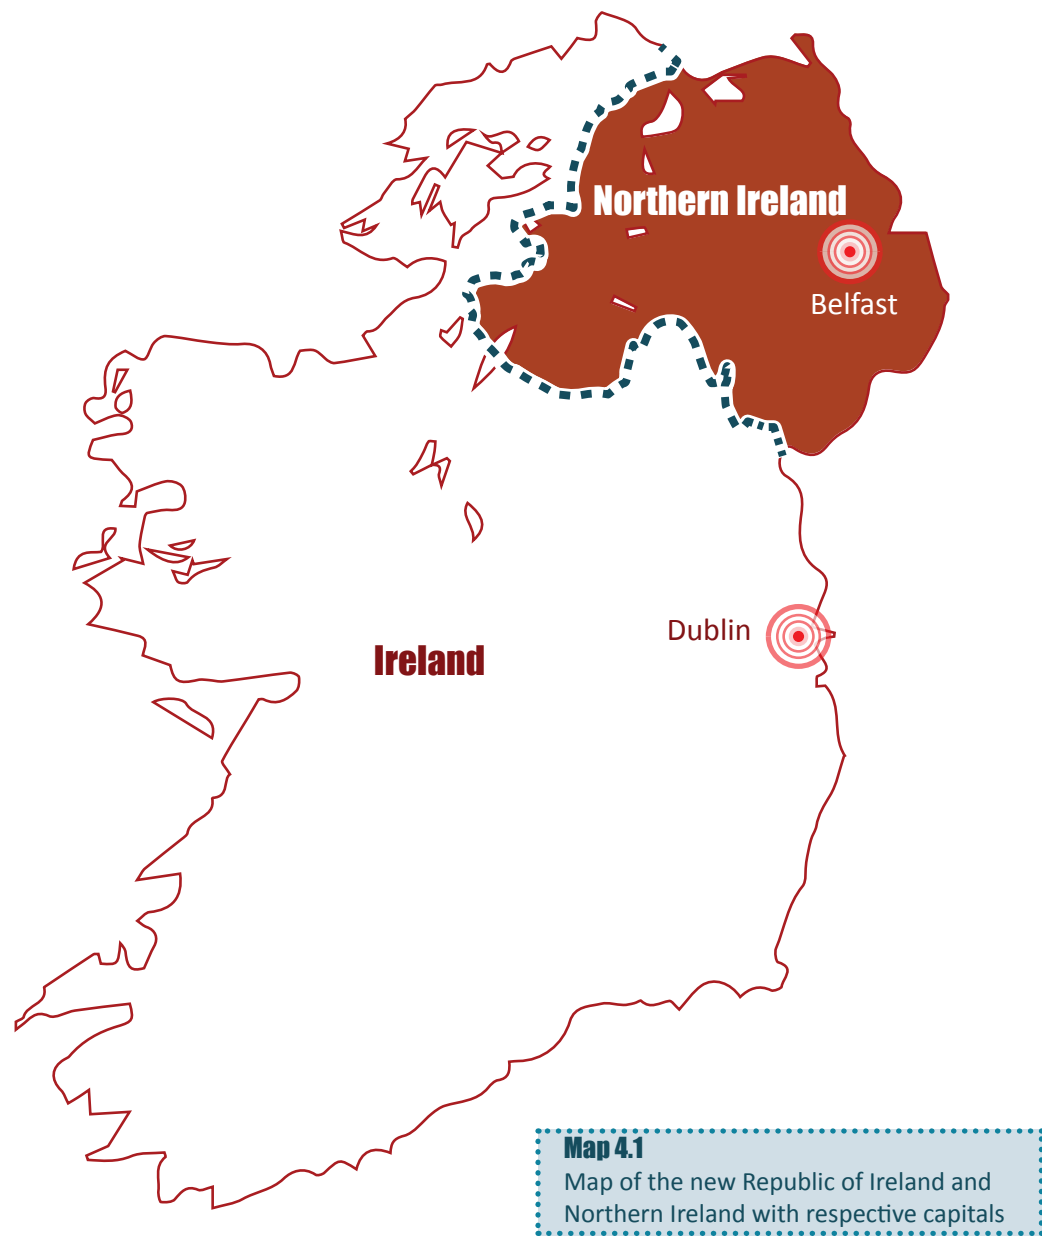 Northern Ireland
Belfast
Dublin
Ireland
Map 4.1
Map of the new Republic of Ireland and
Northern Ireland with respective capitals